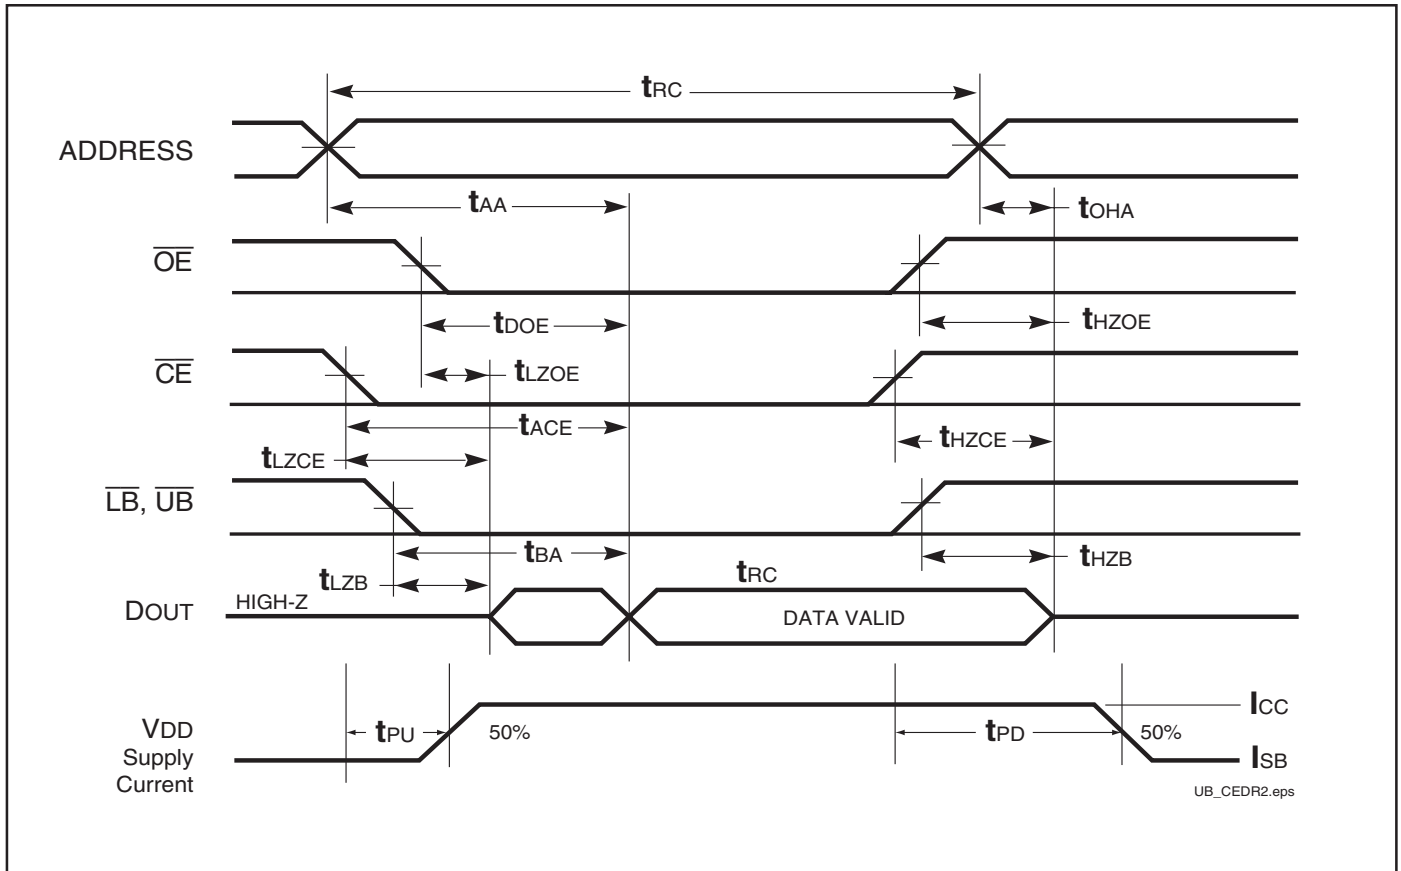 tRC
ADDRESS
tAA
tOHA
OE
tDOE
tHZOE
CE
tLZOE
tACE
tHZCE
tLZCE
LB, UB
tBA
tHZB
tLZB
tRC
DOUT
HIGH-Z
DATA VALID
ICC
VDD
tPU
50%
tPD
50%
Supply
ISB
Current
UB_CEDR2.eps